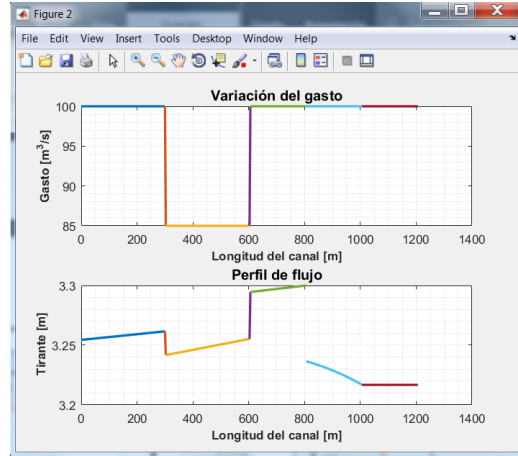 Figure 2
File Edit View Insert Tools Desktop Window Help
Variación del gasto
Gasto [m³/s]
100
95
90
85
0 200 400 600 800 1000 1200 1400
Longitud del canal [m]
Perfil de flujo
Tirante [m]
3.3
3.25
3.2
0 200 400 600 800 1000 1200 1400
Longitud del canal [m]